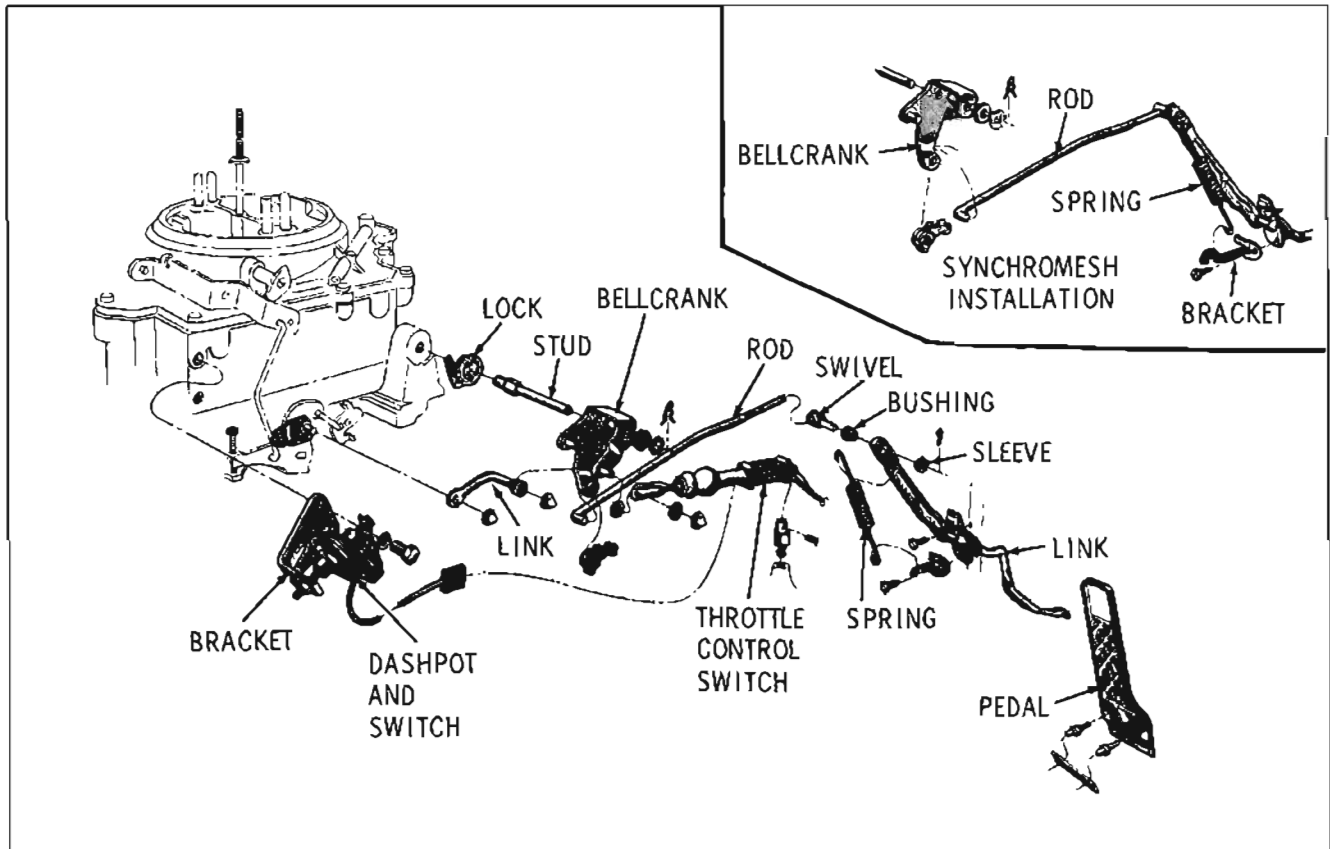 BELLCRANK
ROD
SPRING
SYNCHROMESH
INSTALLATION
BRACKET
LOCK
BELLCRANK
STUD
ROD
SWIVEL
BUSHING
SLEEVE
LINK
LINK
BRACKET
DASHPOT
AND
SWITCH
THROTTLE
CONTROL
SWITCH
SPRING
PEDAL